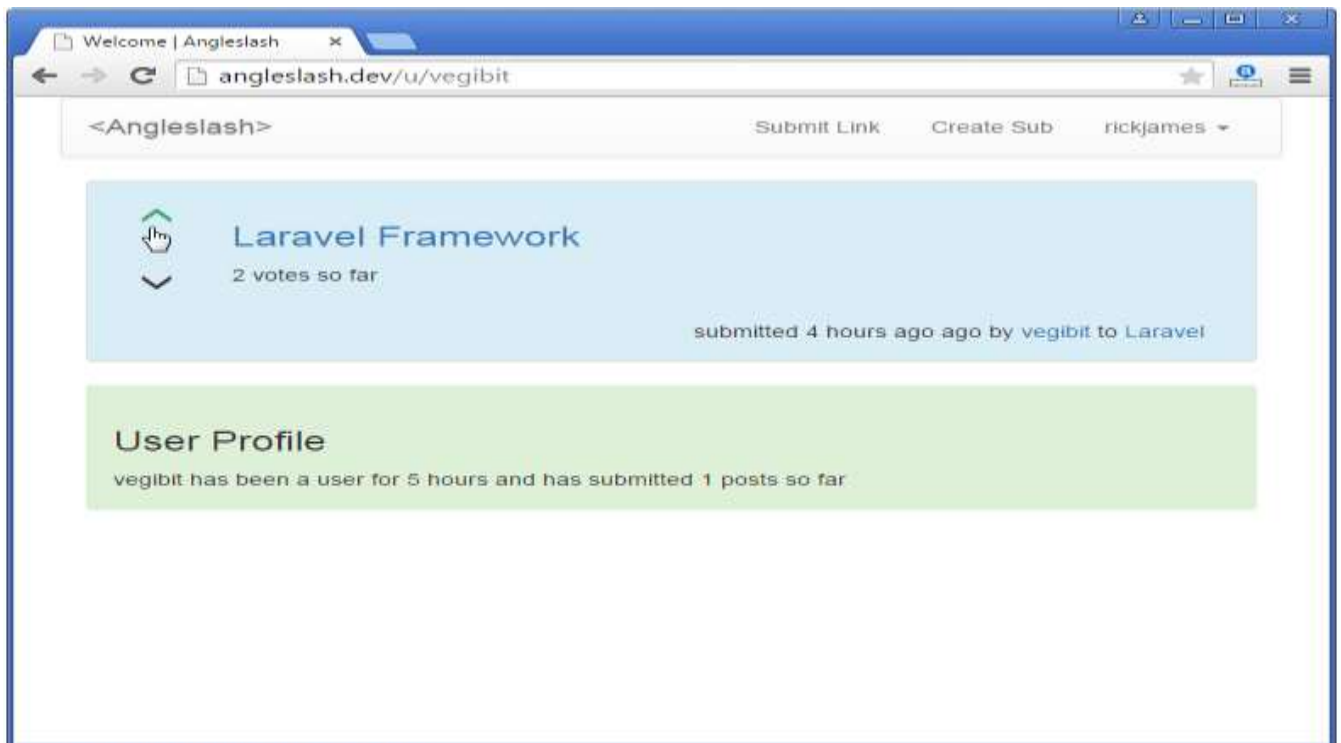 Welcome | Angleslash
angleslash.dev/u/vegibit
<Angleslash> Submit Link Create Sub rickjames
Laravel Framework
2 votes so far
submitted 4 hours ago ago by vegibit to Laravel
User Profile
vegibit has been a user for 5 hours and has submitted 1 posts so far